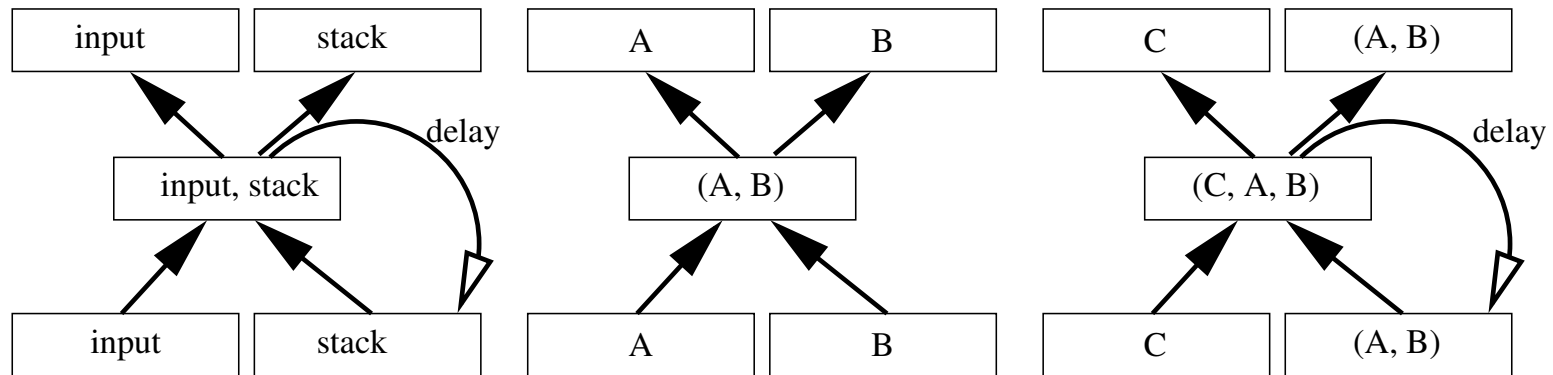 input
stack
delay
input, stack
input
stack
A
B
(A, B)
A
B
C
(A, B)
delay
(C, A, B)
C
(A, B)